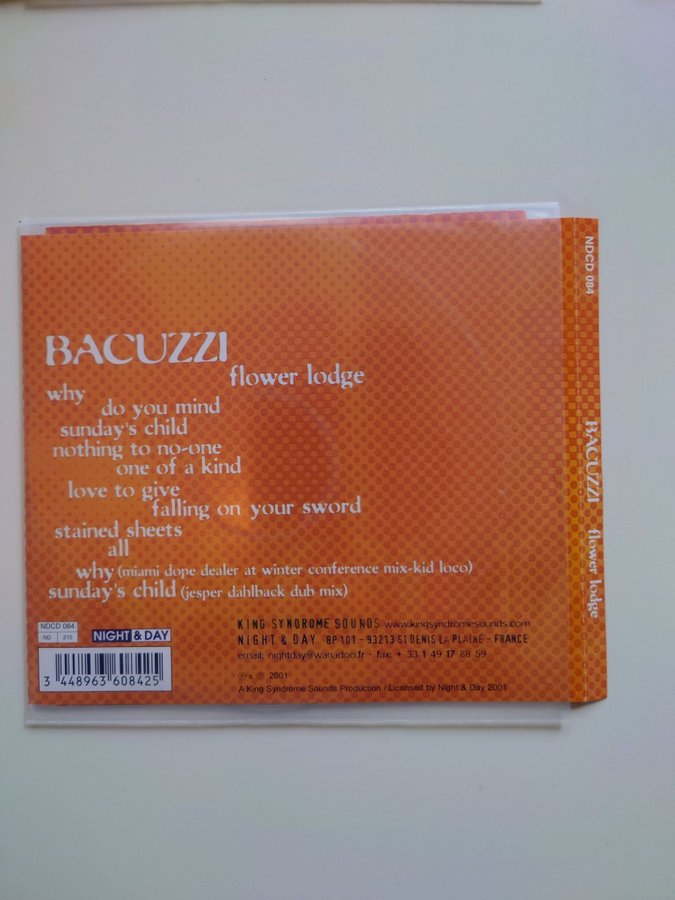 BACUZZI
flower lodge
why
do you mind
sunday's child
nothing to no-one
one of a kind
love to give
falling on your sword
stained sheets
all
why (miami dope dealer at winter conference mix-kid loco)
sunday's child (jesper dahlback dub mix)
NDCD 084
ND 215
NIGHT & DAY
3 448963 608425
KING SYNDROME SOUNDS www.kingsyndromesounds.com
NIGHT & DAY BP 101 - 93213 ST DENIS LA PLAINE - FRANCE
email: nightday@wanadoo.fr - fax: + 33 1 49 17 88 59
℗ & © 2001
A King Syndrome Sounds Production / Licensed by Night & Day 2001
NDCD 084
BACUZZI flower lodge